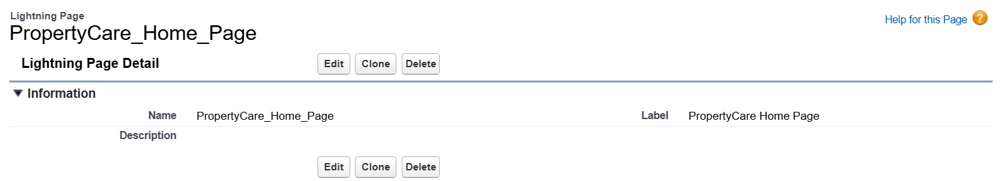 Lightning Page
PropertyCare_Home_Page
Help for this Page
Lightning Page Detail Edit Clone Delete
Information
Name PropertyCare_Home_Page Label PropertyCare Home Page
Description
Edit Clone Delete